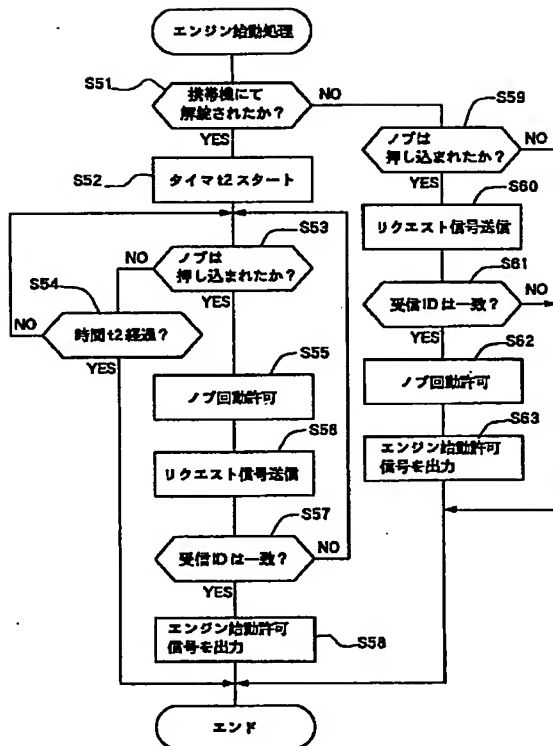 エンジン始動処理
S51
携帯機にて
解錠されたか?
NO
YES
S52
タイマt2スタート
S53
ノブは
押し込まれたか?
NO
YES
S54
時間t2経過?
NO
YES
S55
ノブ回動許可
S56
リクエスト信号送信
S57
受信IDは一致?
NO
YES
エンジン始動許可
信号を出力
S58
エンド
S59
ノブは
押し込まれたか?
NO
YES
S60
リクエスト信号送信
S61
受信IDは一致?
NO
YES
S62
ノブ回動許可
S63
エンジン始動許可
信号を出力